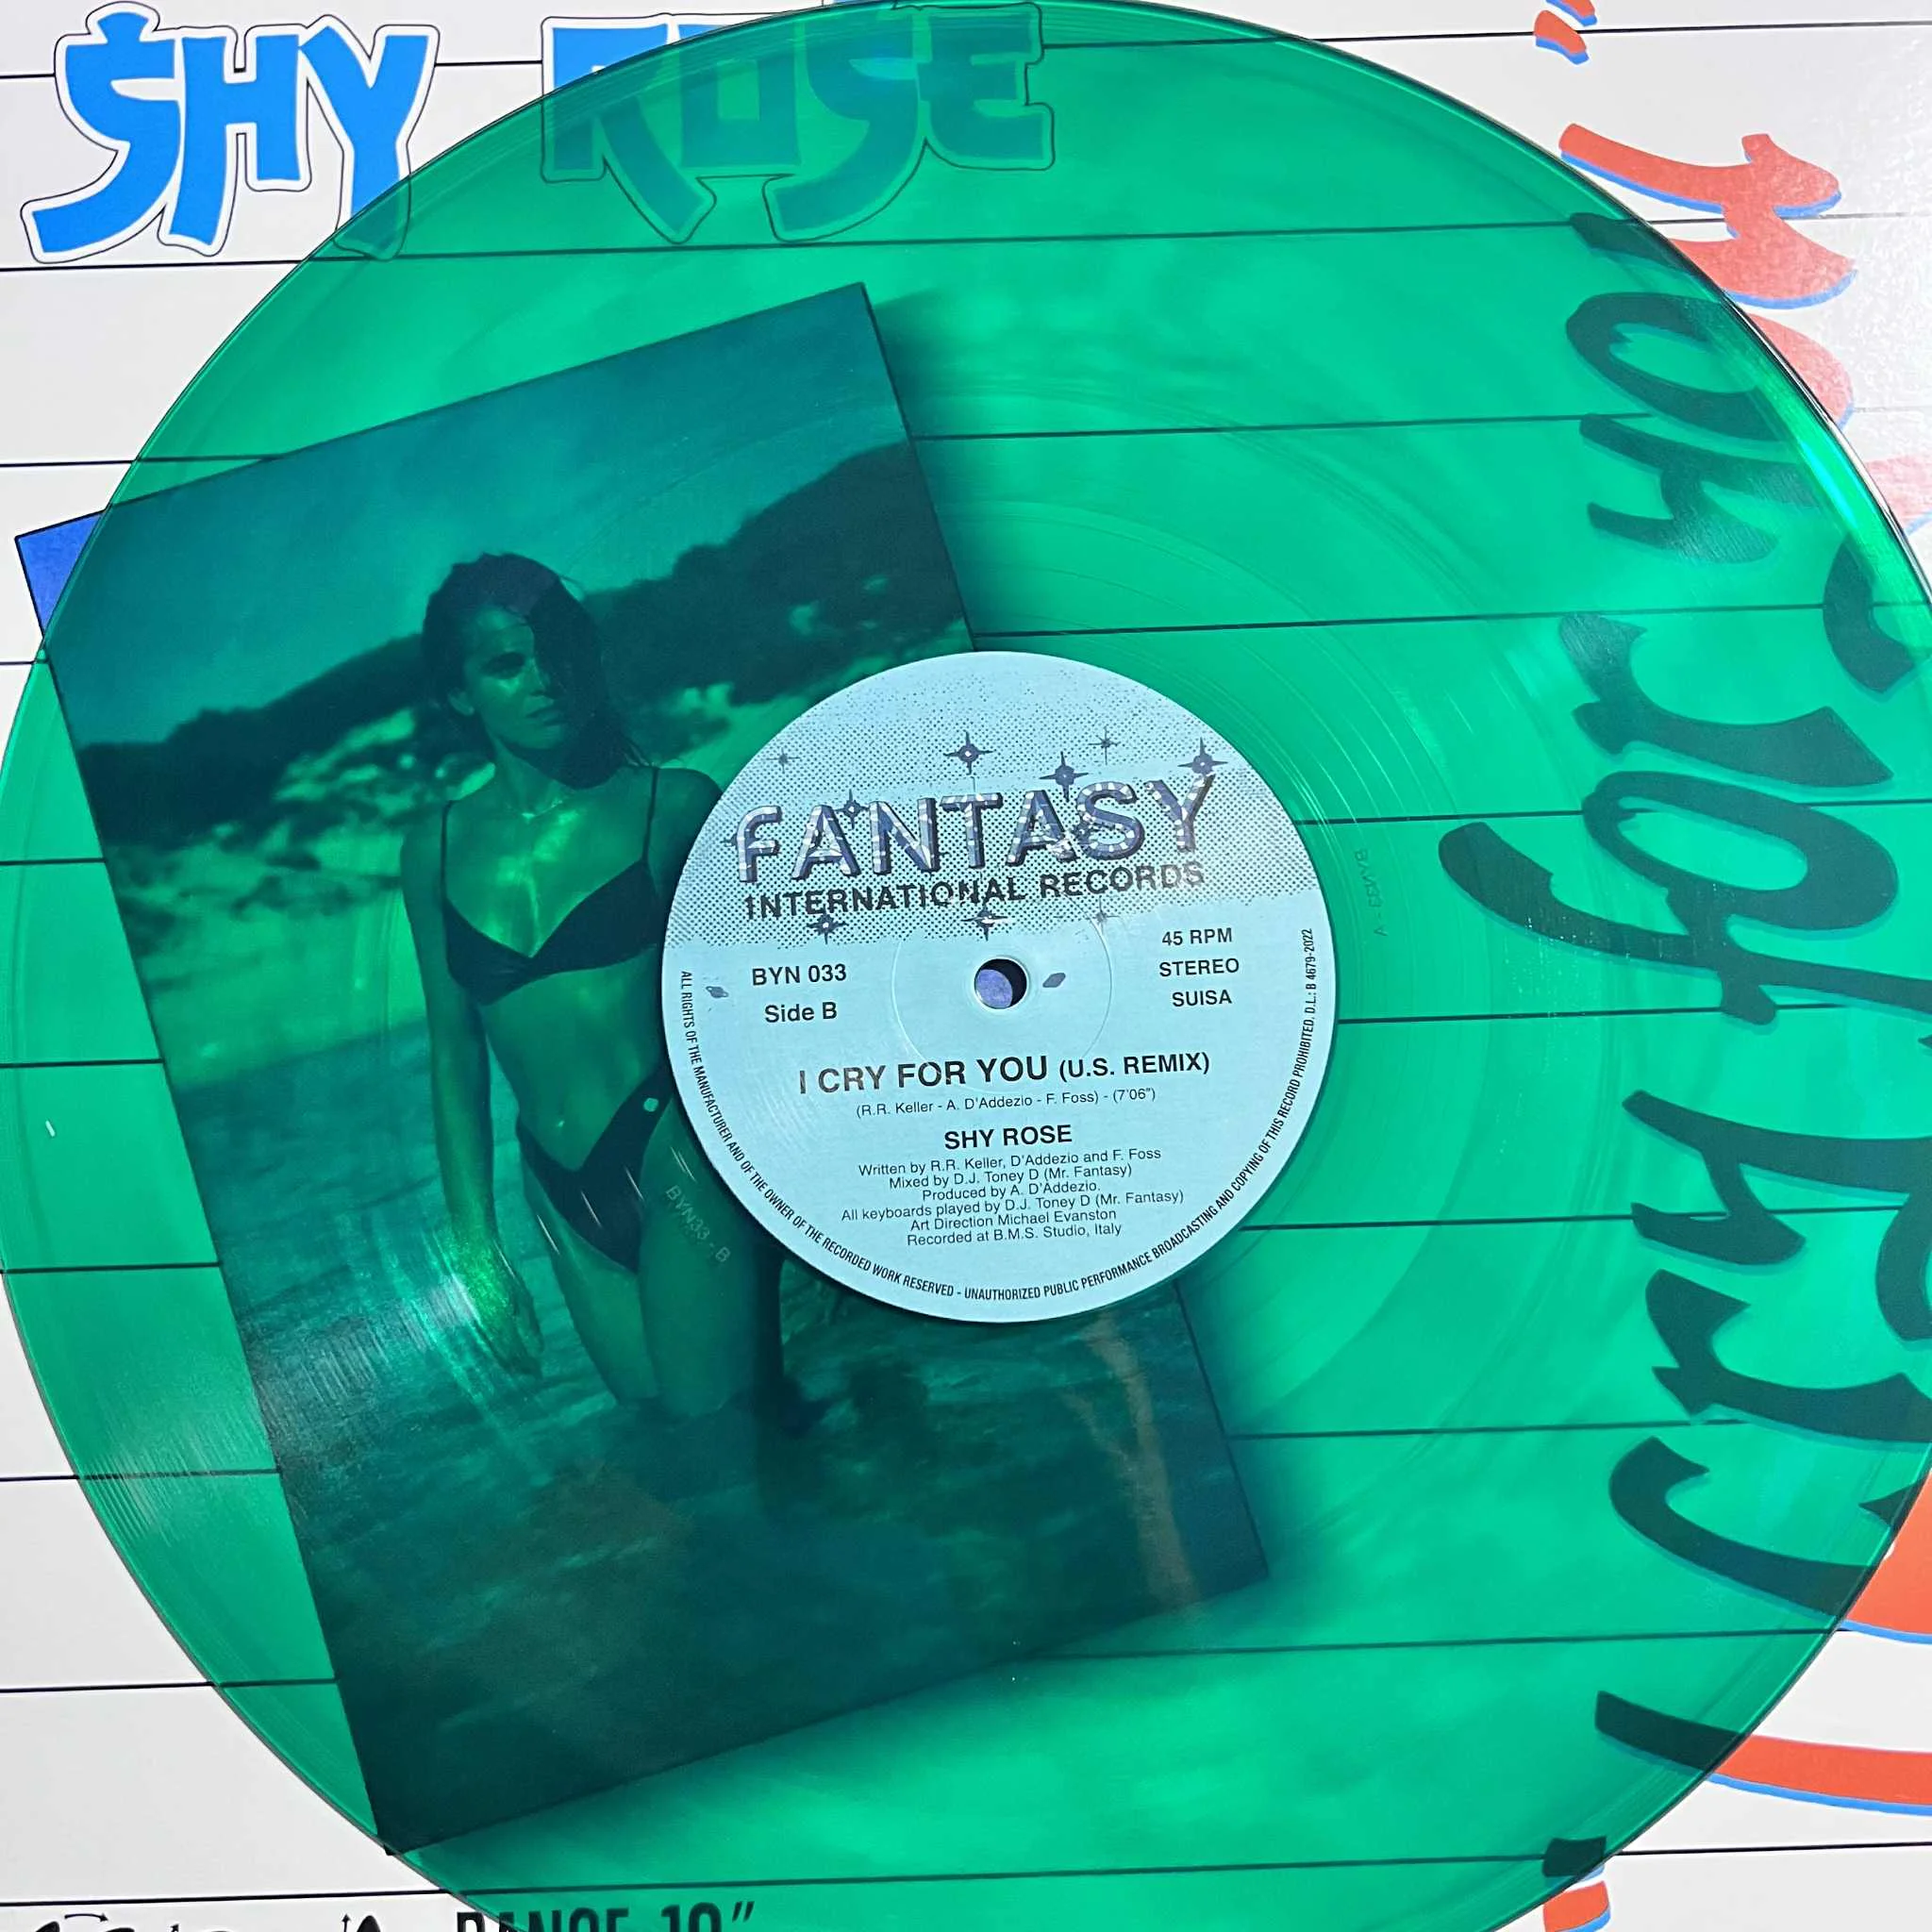 SHY ROSE
I cry for you
FANTASY
INTERNATIONAL RECORDS
BYN 033
Side B
45 RPM
STEREO
SUISA
I CRY FOR YOU (U.S. REMIX)
(R.R. Keller - A. D'Addezio - F. Foss) - (7'06")
SHY ROSE
Written by R.R. Keller, D'Addezio and F. Foss
Mixed by D.J. Toney D (Mr. Fantasy)
Produced by A. D'Addezio.
All keyboards played by D.J. Toney D (Mr. Fantasy)
Art Direction Michael Evanston
Recorded at B.M.S. Studio, Italy
ALL RIGHTS OF THE MANUFACTURER AND OF THE OWNER OF THE RECORDED WORK RESERVED - UNAUTHORIZED PUBLIC PERFORMANCE BROADCASTING AND COPYING OF THIS RECORD PROHIBITED. D.L.: B 4679-2022
BYN33 - B
BYN33 - A